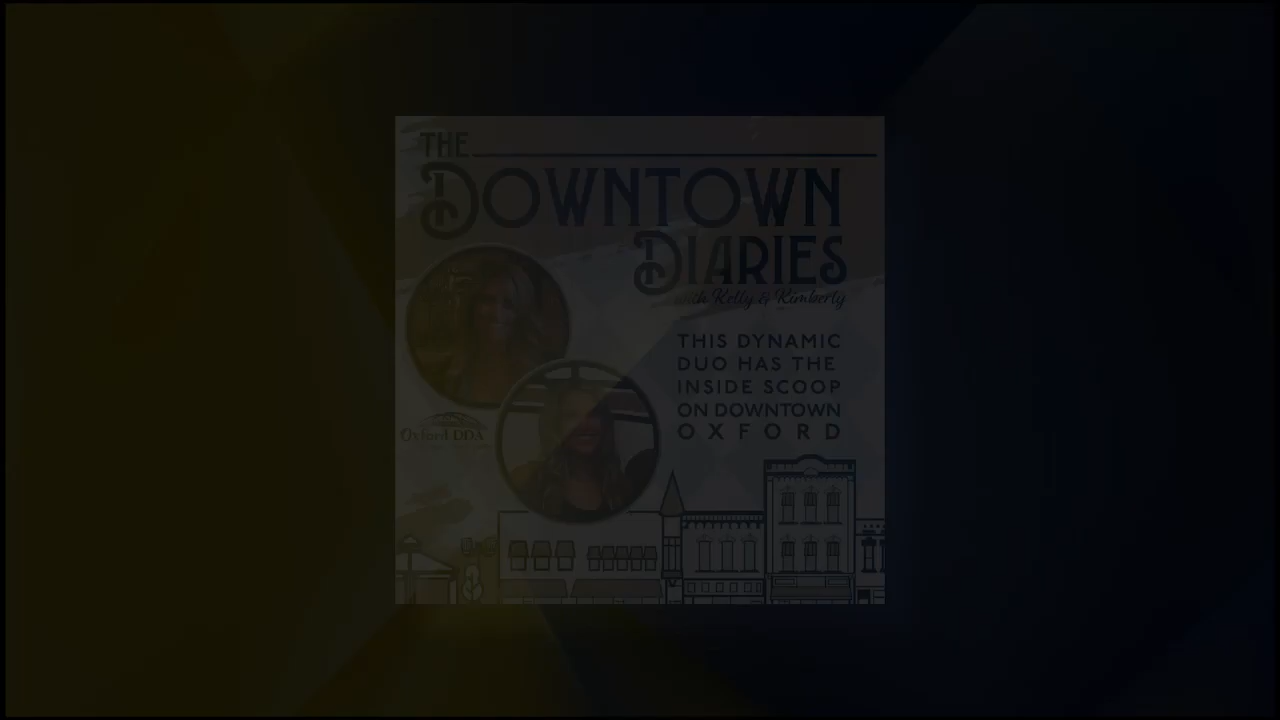 THE
DOWNTOWN
DIARIES
with Kelly & Kimberly
THIS DYNAMIC
DUO HAS THE
INSIDE SCOOP
ON DOWNTOWN
OXFORD
Oxford DDA